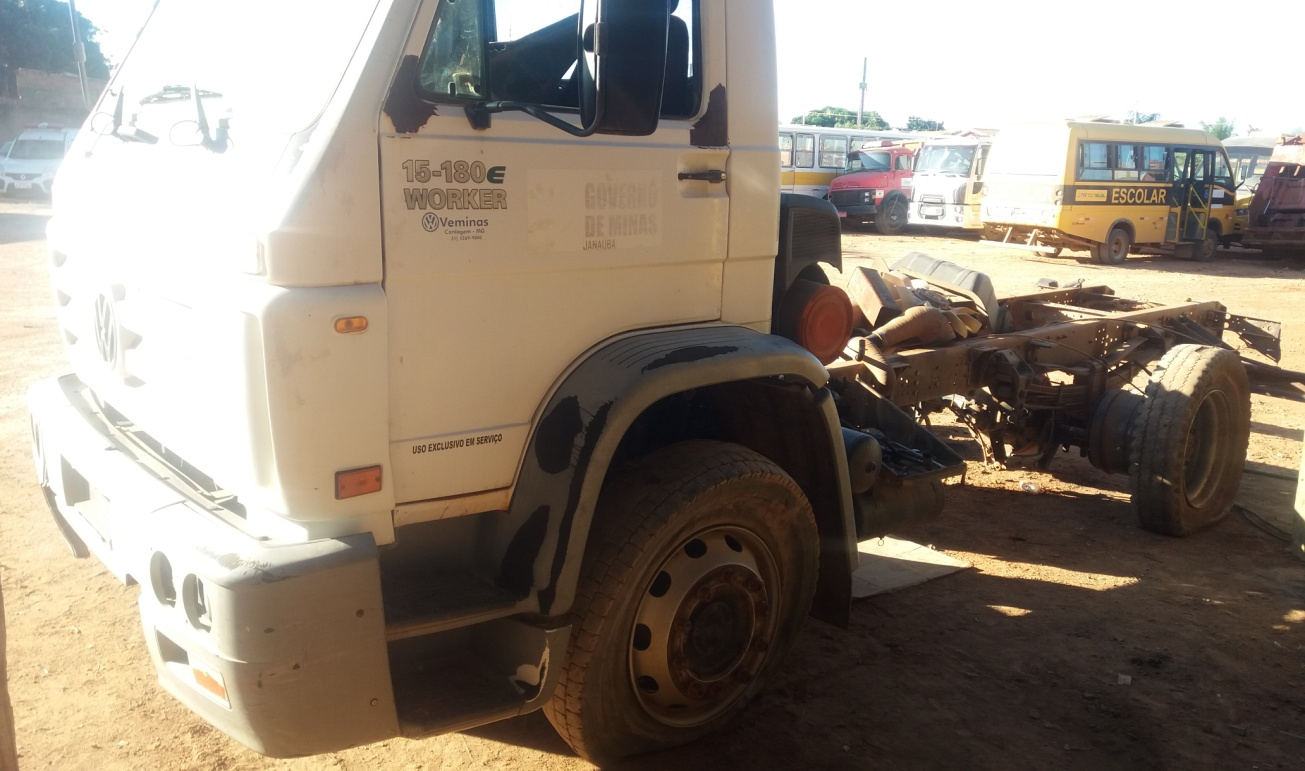 15-180E
WORKER
Veminas
Contagem - MG
GOVERNO
DE MINAS
JANAÚBA
USO EXCLUSIVO EM SERVIÇO
ESCOLAR